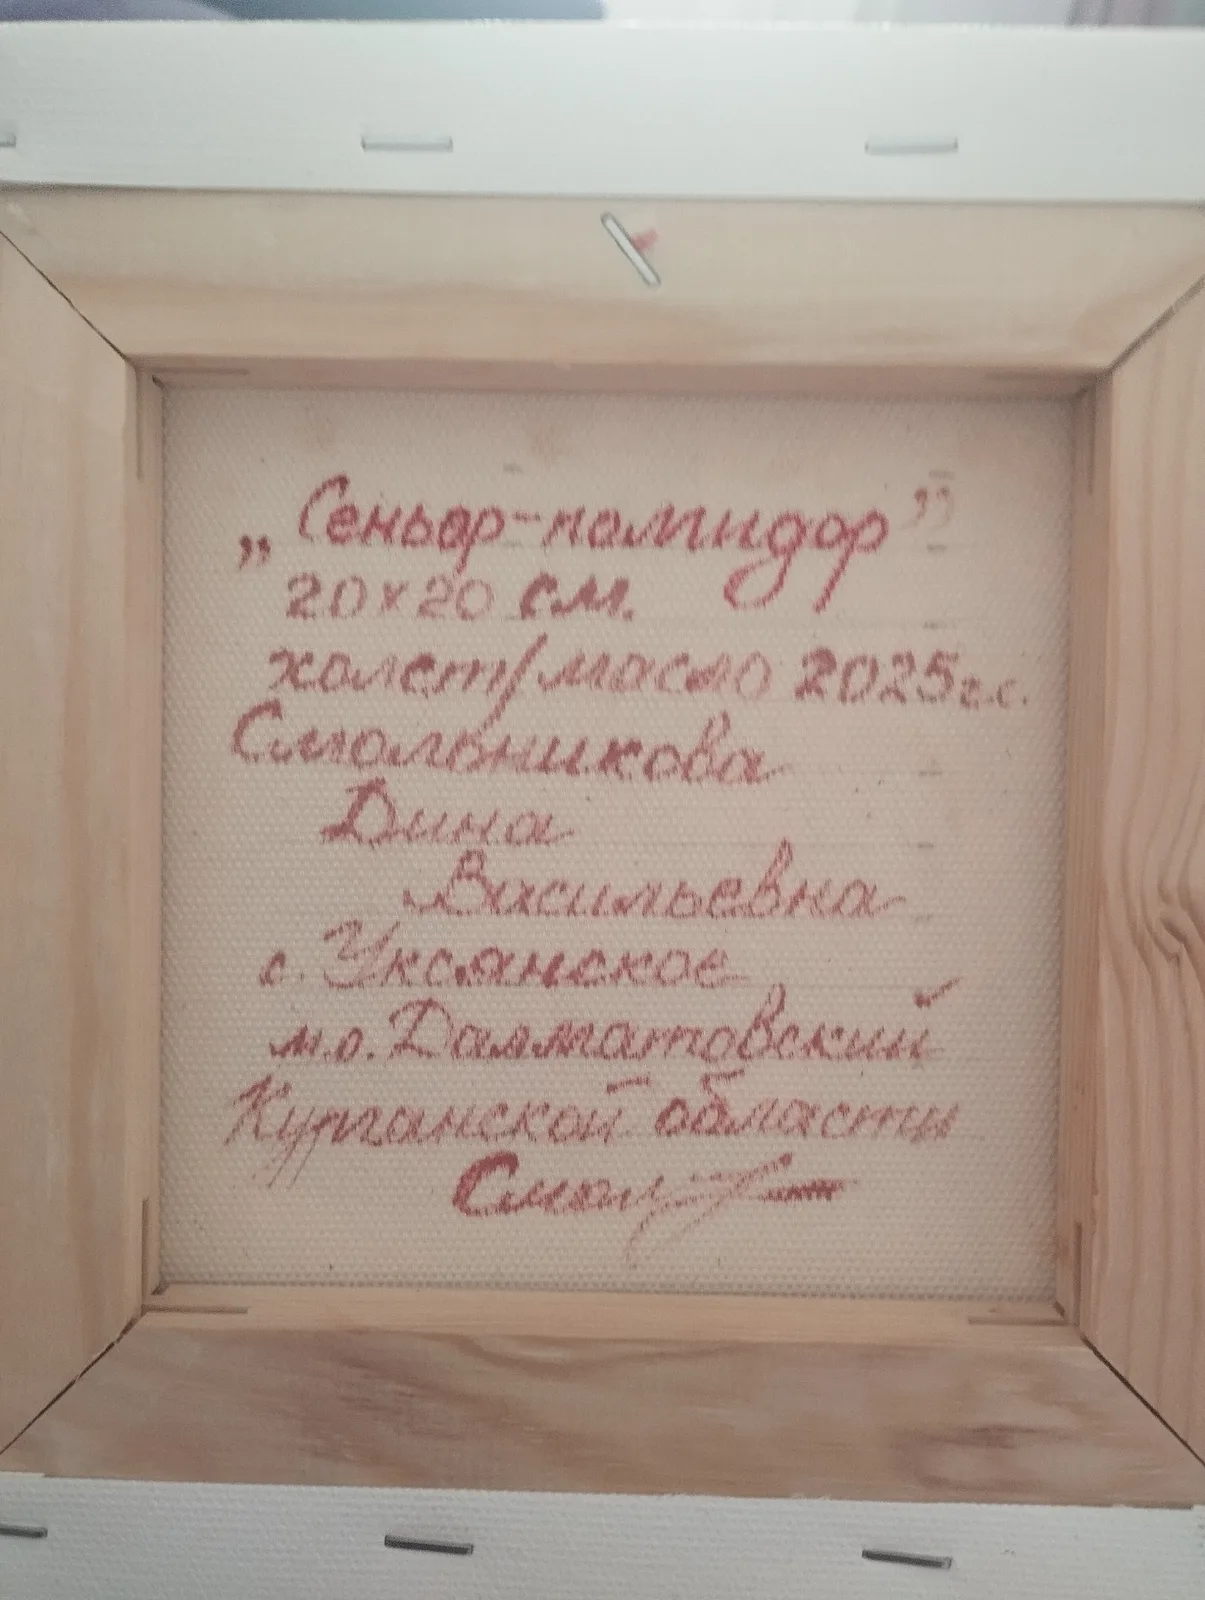 „Сеньор-помидор”
20×20 см.
холст/масло 2025г.
Смольникова
Дина
Васильевна
с. Уксянское
м.о. Далматовский
Курганской области